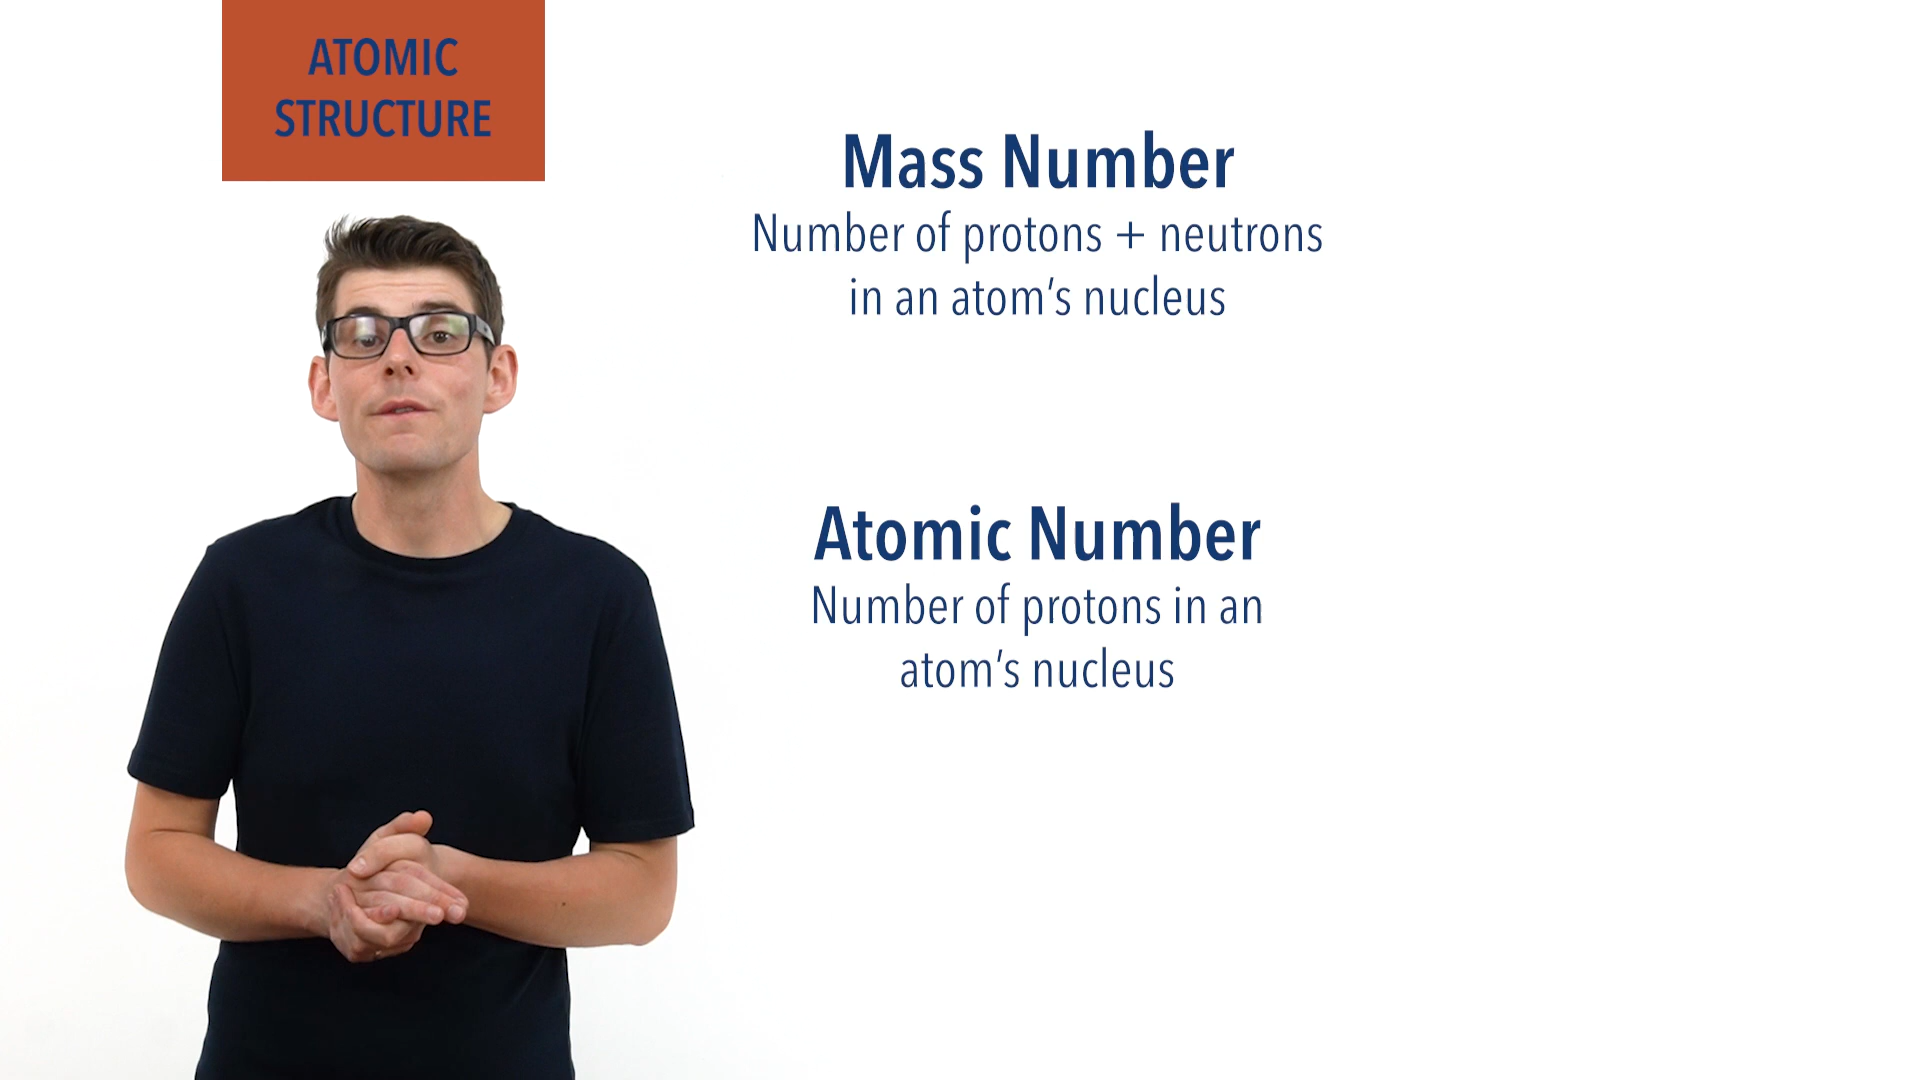 ATOMIC
STRUCTURE
Mass Number
Number of protons + neutrons
in an atom's nucleus
Atomic Number
Number of protons in an
atom's nucleus